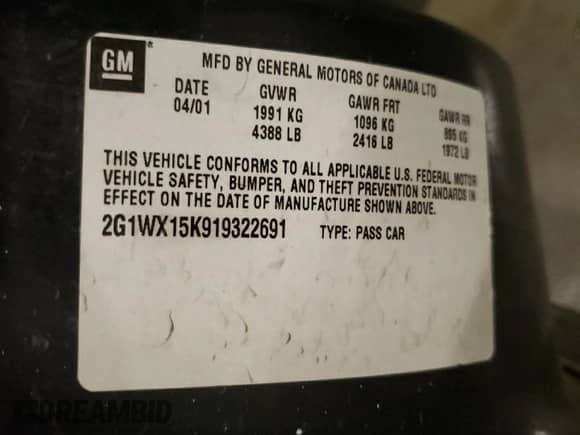 GM ®
MFD BY GENERAL MOTORS OF CANADA LTD
DATE GVWR GAWR FRT GAWR RR
04/01 1991 KG 1096 KG 895 KG
4388 LB 2416 LB 1972 LB
THIS VEHICLE CONFORMS TO ALL APPLICABLE U.S. FEDERAL MOTOR
VEHICLE SAFETY, BUMPER, AND THEFT PREVENTION STANDARDS IN
EFFECT ON THE DATE OF MANUFACTURE SHOWN ABOVE.
2G1WX15K919322691 TYPE: PASS CAR
DREAMBID